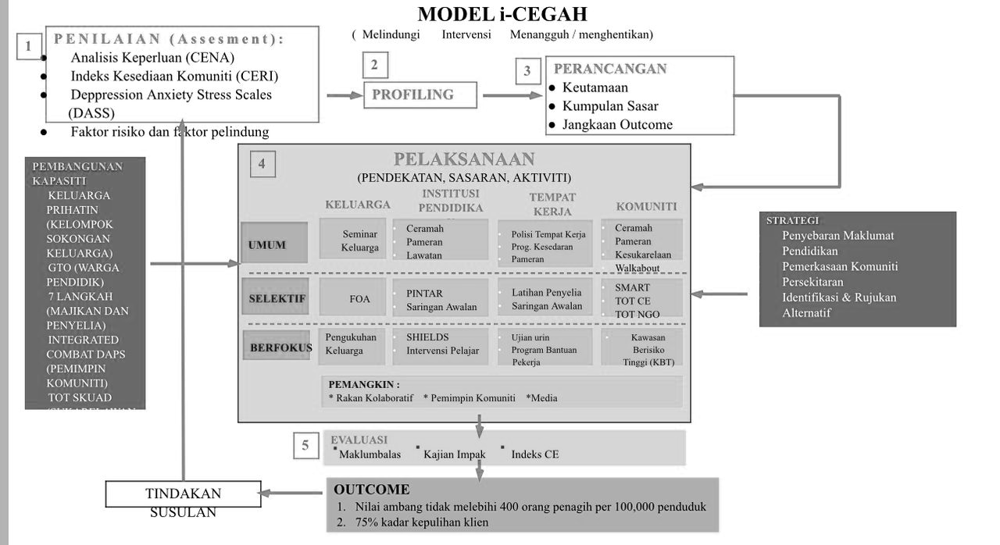 MODEL i-CEGAH
( Melindungi Intervensi Menangguh / menghentikan)
1
PENILAIAN (Assesment):
● Analisis Keperluan (CENA)
● Indeks Kesediaan Komuniti (CERI)
● Deppression Anxiety Stress Scales
(DASS)
● Faktor risiko dan faktor pelindung
2
PROFILING
3
PERANCANGAN
● Keutamaan
● Kumpulan Sasar
● Jangkaan Outcome
PEMBANGUNAN
KAPASITI
KELUARGA
PRIHATIN
(KELOMPOK
SOKONGAN
KELUARGA)
GTO (WARGA
PENDIDIK)
7 LANGKAH
(MAJIKAN DAN
PENYELIA)
INTEGRATED
COMBAT DAPS
(PEMIMPIN
KOMUNITI)
TOT SKUAD
4
PELAKSANAAN
(PENDEKATAN, SASARAN, AKTIVITI)
KELUARGA
INSTITUSI
PENDIDIKA
TEMPAT
KERJA
KOMUNITI
UMUM
Seminar
Keluarga
Ceramah
Pameran
Lawatan
Polisi Tempat Kerja
Prog. Kesedaran
Pameran
Ceramah
Pameran
Kesukarelaan
Walkabout
SELEKTIF
FOA
PINTAR
Saringan Awalan
Latihan Penyelia
Saringan Awalan
SMART
TOT CE
TOT NGO
BERFOKUS
Pengukuhan
Keluarga
SHIELDS
Intervensi Pelajar
Ujian urin
Program Bantuan
Pekerja
Kawasan
Berisiko
Tinggi (KBT)
PEMANGKIN :
* Rakan Kolaboratif * Pemimpin Komuniti *Media
STRATEGI
Penyebaran Maklumat
Pendidikan
Pemerkasaan Komuniti
Persekitaran
Identifikasi & Rujukan
Alternatif
5
EVALUASI
▪ Maklumbalas ▪ Kajian Impak ▪ Indeks CE
OUTCOME
1. Nilai ambang tidak melebihi 400 orang penagih per 100,000 penduduk
2. 75% kadar kepulihan klien
TINDAKAN
SUSULAN